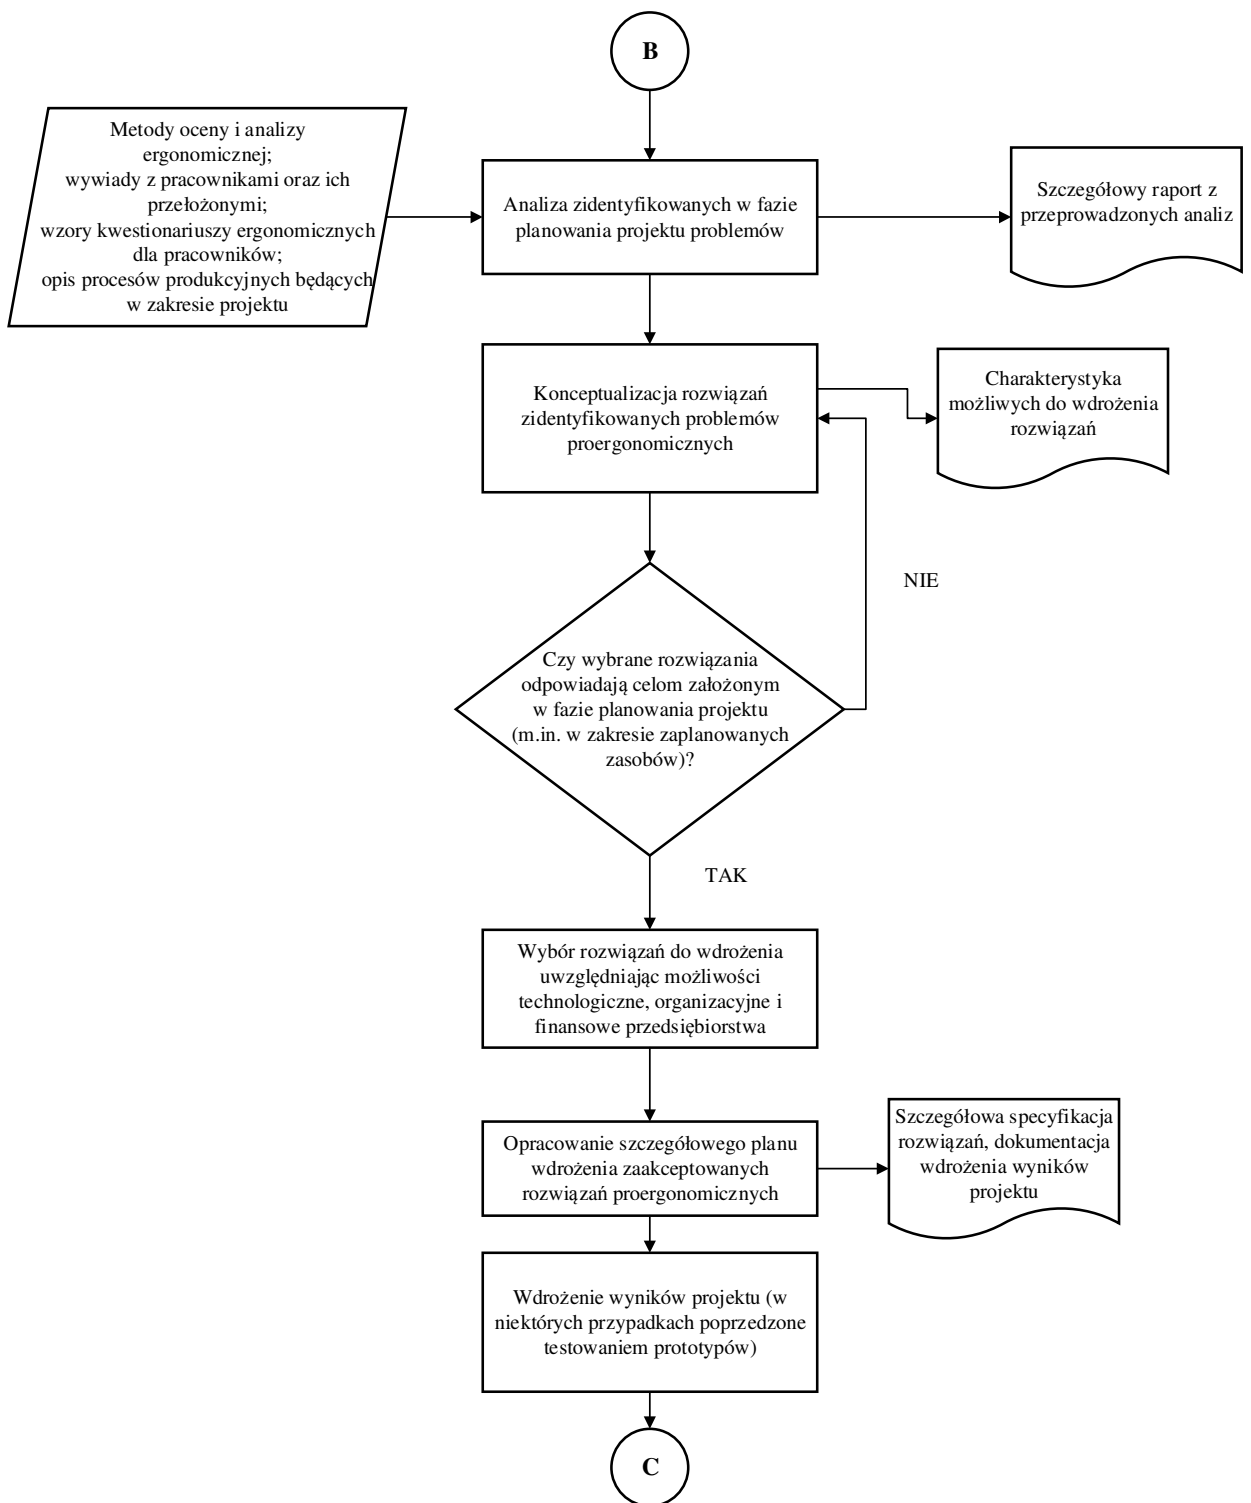 B
Metody oceny i analizy
ergonomicznej;
wywiady z pracownikami oraz ich
przełożonymi;
wzory kwestionariuszy ergonomicznych
dla pracowników;
opis procesów produkcyjnych będących
w zakresie projektu
Analiza zidentyfikowanych w fazie
planowania projektu problemów
Szczegółowy raport z
przeprowadzonych analiz
Konceptualizacja rozwiązań
zidentyfikowanych problemów
proergonomicznych
Charakterystyka
możliwych do wdrożenia
rozwiązań
NIE
Czy wybrane rozwiązania
odpowiadają celom założonym
w fazie planowania projektu
(m.in. w zakresie zaplanowanych
zasobów)?
TAK
Wybór rozwiązań do wdrożenia
uwzględniając możliwości
technologiczne, organizacyjne i
finansowe przedsiębiorstwa
Opracowanie szczegółowego planu
wdrożenia zaakceptowanych
rozwiązań proergonomicznych
Szczegółowa specyfikacja
rozwiązań, dokumentacja
wdrożenia wyników
projektu
Wdrożenie wyników projektu (w
niektórych przypadkach poprzedzone
testowaniem prototypów)
C